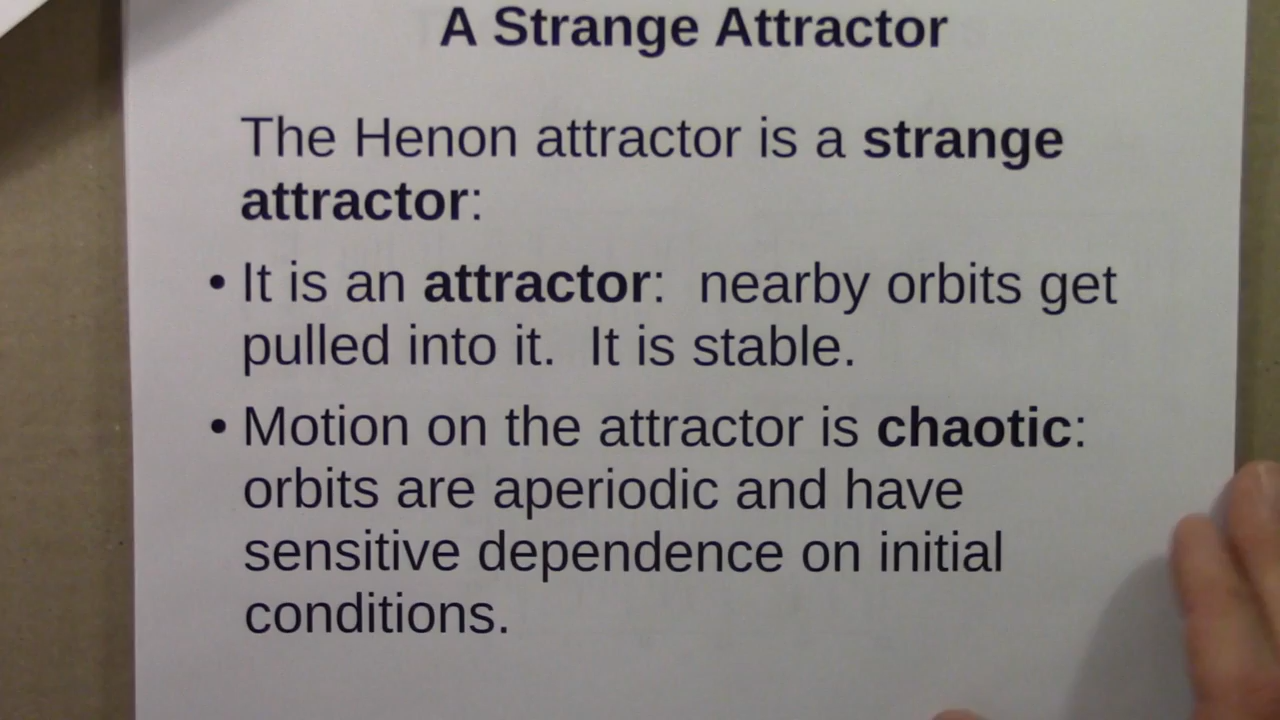 A Strange Attractor
The Henon attractor is a strange
attractor:
• It is an attractor: nearby orbits get
pulled into it. It is stable.
• Motion on the attractor is chaotic:
orbits are aperiodic and have
sensitive dependence on initial
conditions.